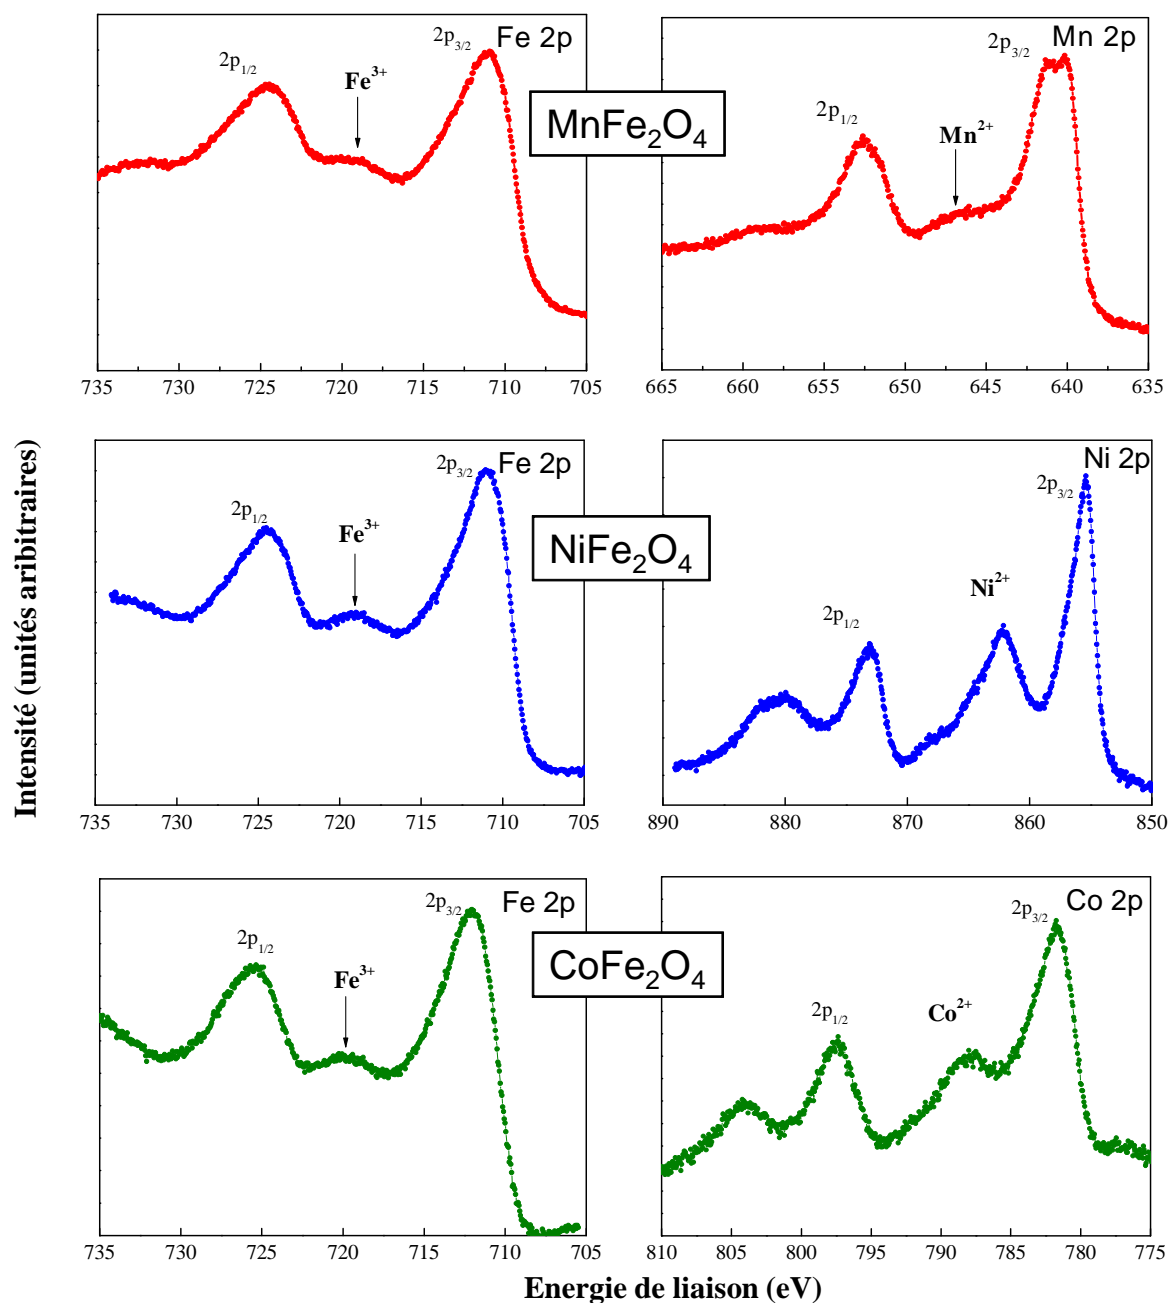 Fe 2p
2p3/2
2p1/2
Fe3+
735 730 725 720 715 710 705
MnFe2O4
Mn 2p
2p3/2
2p1/2
Mn2+
665 660 655 650 645 640 635
Intensité (unités aribitraires)
Fe 2p
2p3/2
2p1/2
Fe3+
735 730 725 720 715 710 705
NiFe2O4
Ni 2p
2p3/2
Ni2+
2p1/2
890 880 870 860 850
Fe 2p
2p3/2
2p1/2
Fe3+
735 730 725 720 715 710 705
CoFe2O4
Co 2p
2p3/2
Co2+
2p1/2
810 805 800 795 790 785 780 775
Energie de liaison (eV)